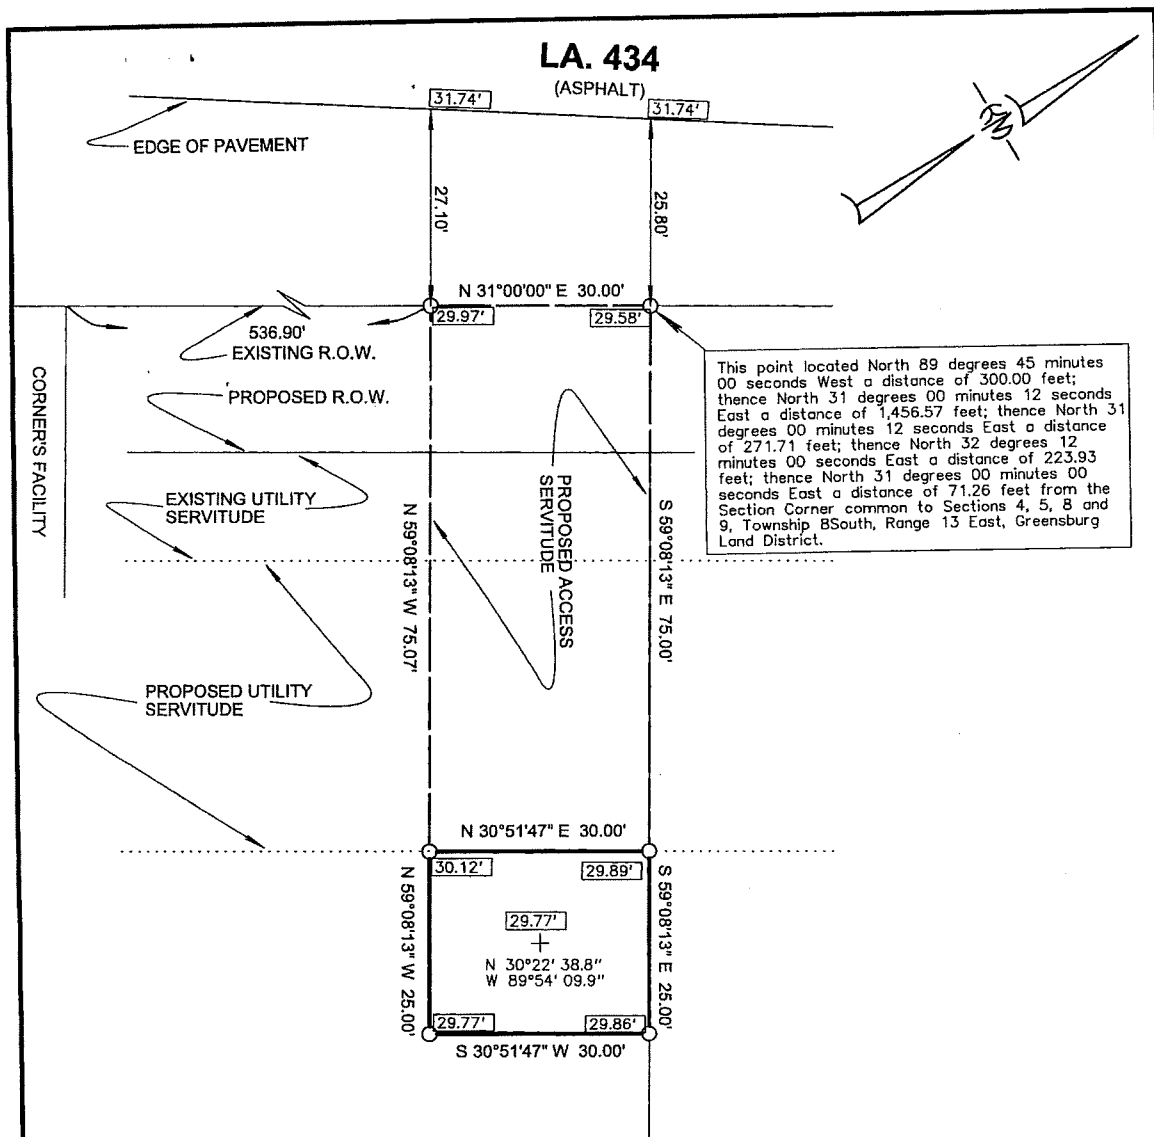 LA. 434
(ASPHALT)
31.74'
31.74'
EDGE OF PAVEMENT
N
27.10'
25.80'
N 31°00'00" E 30.00'
29.97'
29.58'
536.90'
EXISTING R.O.W.
PROPOSED R.O.W.
CORNER'S FACILITY
This point located North 89 degrees 45 minutes
00 seconds West a distance of 300.00 feet;
thence North 31 degrees 00 minutes 12 seconds
East a distance of 1,456.57 feet; thence North 31
degrees 00 minutes 12 seconds East a distance
of 271.71 feet; thence North 32 degrees 12
minutes 00 seconds East a distance of 223.93
feet; thence North 31 degrees 00 minutes 00
seconds East a distance of 71.26 feet from the
Section Corner common to Sections 4, 5, 8 and
9, Township 8South, Range 13 East, Greensburg
Land District.
EXISTING UTILITY
SERVITUDE
PROPOSED ACCESS
SERVITUDE
N 59°08'13" W 75.07'
S 59°08'13" E 75.00'
PROPOSED UTILITY
SERVITUDE
N 30°51'47" E 30.00'
30.12'
29.89'
N 59°08'13" W 25.00'
S 59°08'13" E 25.00'
29.77'
N 30°22' 38.8"
W 89°54' 09.9"
29.77'
29.86'
S 30°51'47" W 30.00'